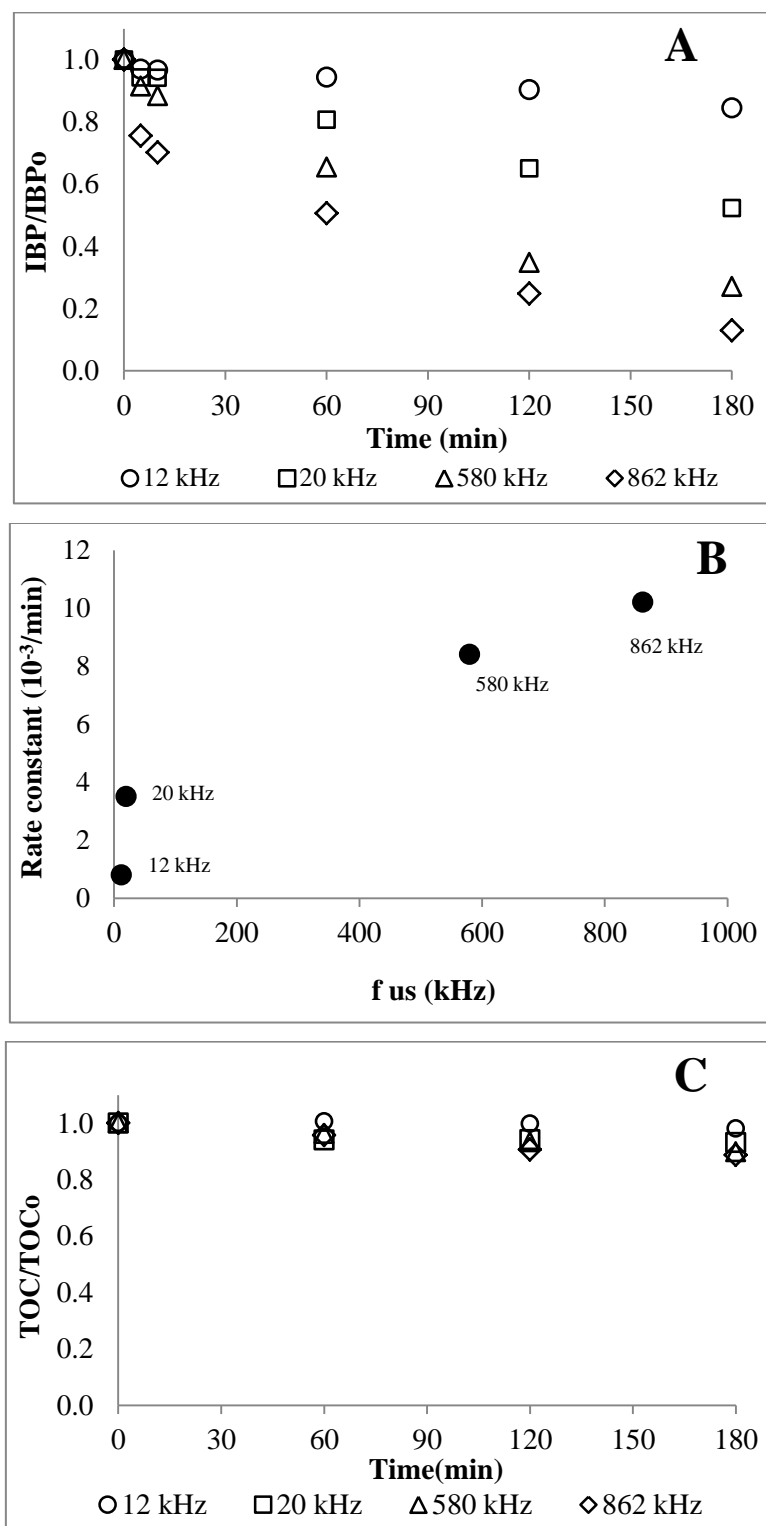 A
1.0
0.8
0.6
0.4
0.2
0.0
IBP/IBPo
0 30 60 90 120 150 180
Time (min)
12 kHz 20 kHz 580 kHz 862 kHz
B
12
10
8
6
4
2
0
Rate constant (10⁻³/min)
862 kHz
580 kHz
20 kHz
12 kHz
0 200 400 600 800 1000
f us (kHz)
C
1.0
0.8
0.6
0.4
0.2
0.0
TOC/TOCo
0 30 60 90 120 150 180
Time(min)
12 kHz 20 kHz 580 kHz 862 kHz